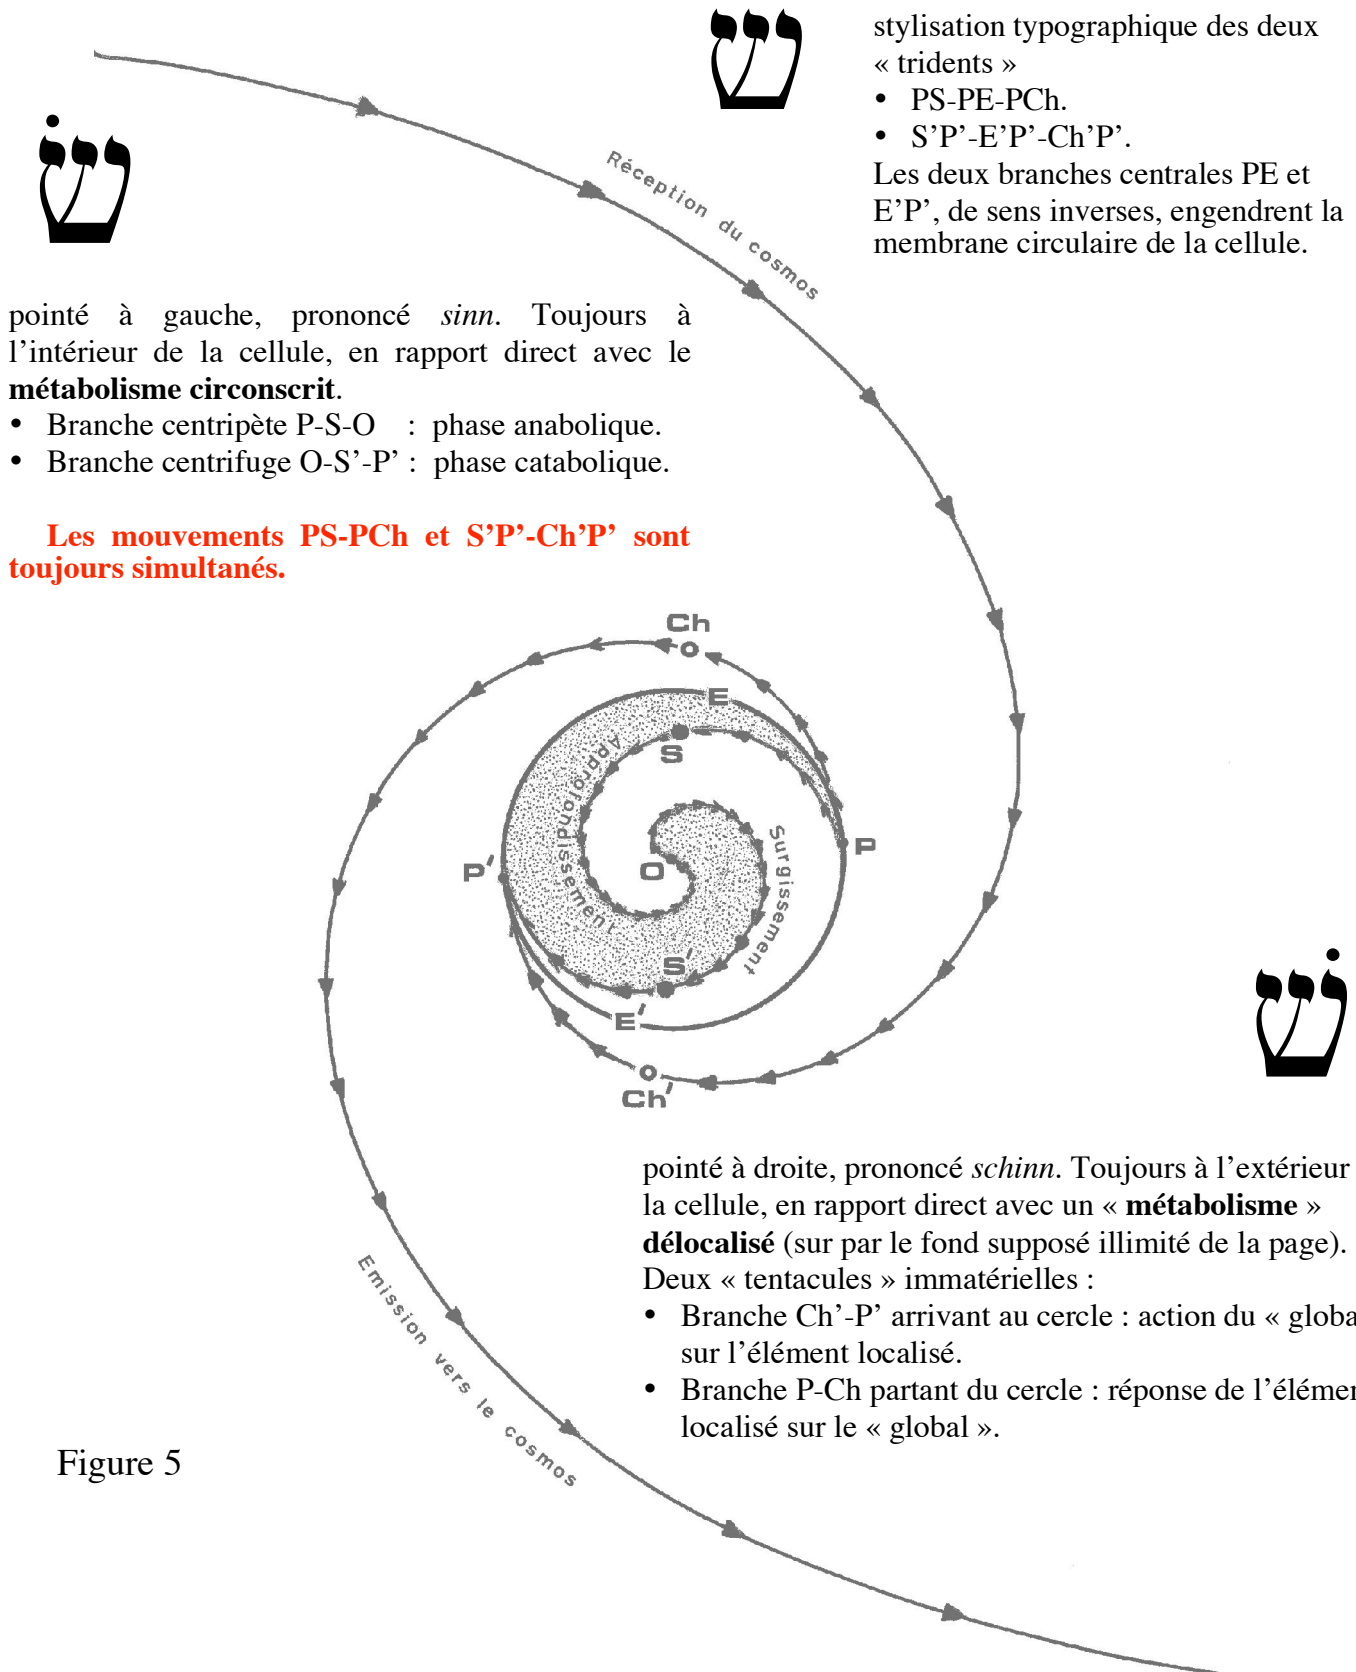 ש
stylisation typographique des deux
« tridents »
• PS-PE-PCh.
• S’P’-E’P’-Ch’P’.
Les deux branches centrales PE et
E’P’, de sens inverses, engendrent la
membrane circulaire de la cellule.
שׂ
pointé à gauche, prononcé sinn. Toujours à
l’intérieur de la cellule, en rapport direct avec le
métabolisme circonscrit.
• Branche centripète P-S-O : phase anabolique.
• Branche centrifuge O-S’-P’ : phase catabolique.
Les mouvements PS-PCh et S’P’-Ch’P’ sont
toujours simultanés.
Réception du cosmos
Ch
E
S
Approfondissement
Surgissement
O
P
P'
S'
E'
Ch'
שׁ
pointé à droite, prononcé schinn. Toujours à l’extérieur
la cellule, en rapport direct avec un « métabolisme »
délocalisé (sur par le fond supposé illimité de la page).
Deux « tentacules » immatérielles :
• Branche Ch’-P’ arrivant au cercle : action du « globa
sur l’élément localisé.
• Branche P-Ch partant du cercle : réponse de l’élémen
localisé sur le « global ».
Emission vers le cosmos
Figure 5